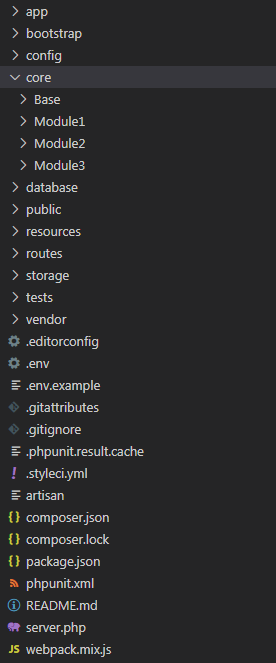 app
bootstrap
config
core
Base
Module1
Module2
Module3
database
public
resources
routes
storage
tests
vendor
.editorconfig
.env
.env.example
.gitattributes
.gitignore
.phpunit.result.cache
.styleci.yml
artisan
composer.json
composer.lock
package.json
phpunit.xml
README.md
server.php
webpack.mix.js